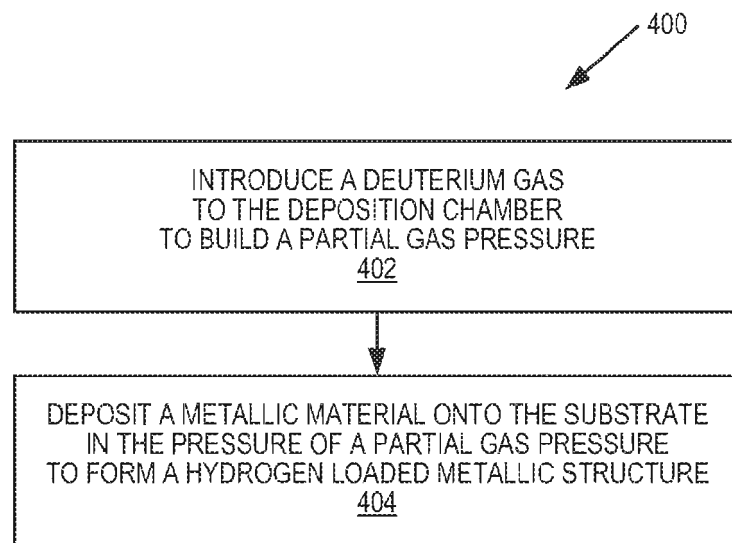 400
INTRODUCE A DEUTERIUM GAS
TO THE DEPOSITION CHAMBER
TO BUILD A PARTIAL GAS PRESSURE
402
DEPOSIT A METALLIC MATERIAL ONTO THE SUBSTRATE
IN THE PRESSURE OF A PARTIAL GAS PRESSURE
TO FORM A HYDROGEN LOADED METALLIC STRUCTURE
404